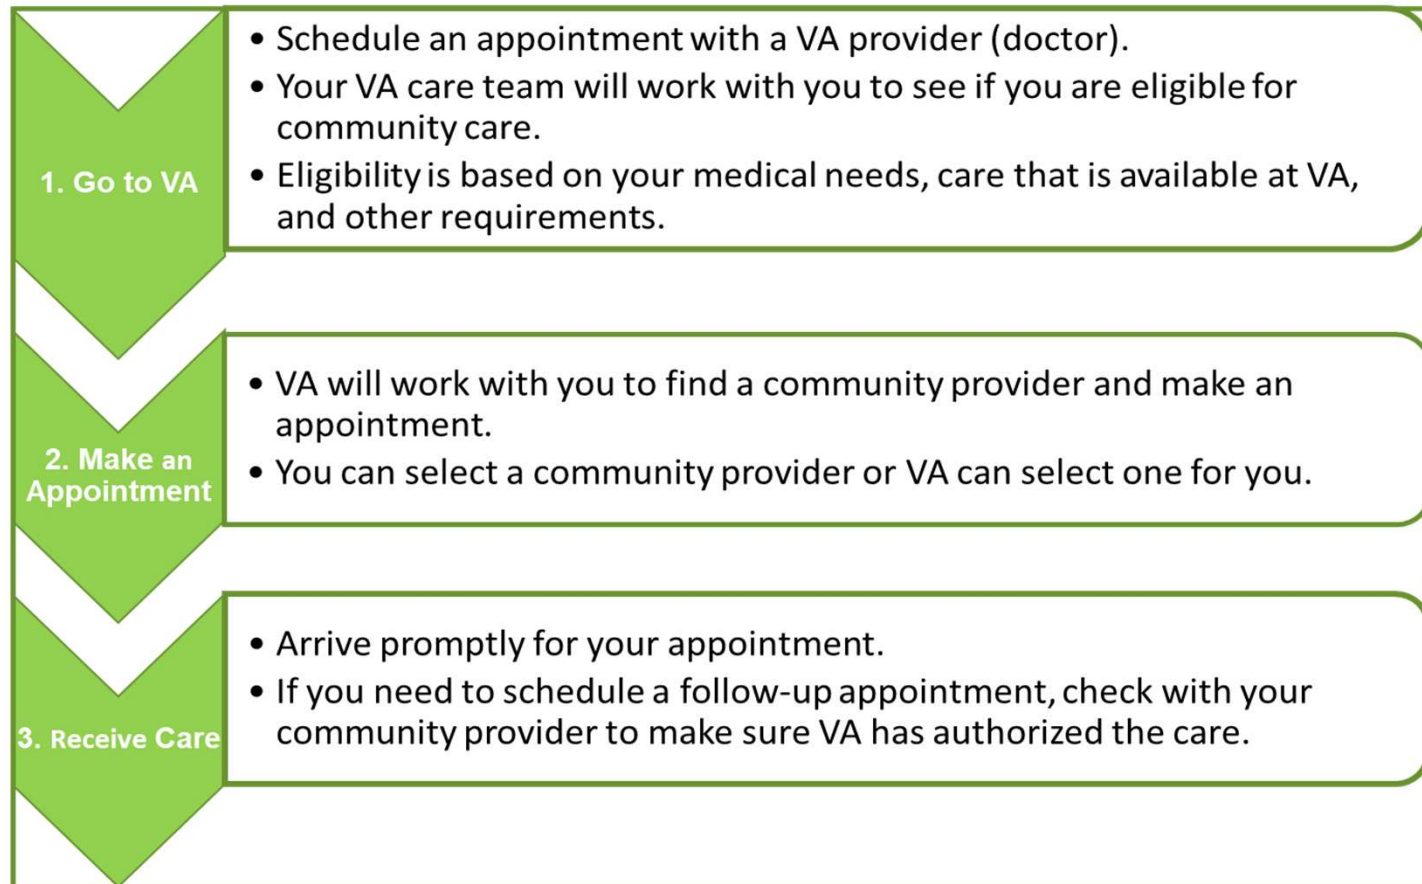 1. Go to VA
• Schedule an appointment with a VA provider (doctor).
• Your VA care team will work with you to see if you are eligible for
community care.
• Eligibility is based on your medical needs, care that is available at VA,
and other requirements.
2. Make an
Appointment
• VA will work with you to find a community provider and make an
appointment.
• You can select a community provider or VA can select one for you.
3. Receive Care
• Arrive promptly for your appointment.
• If you need to schedule a follow-up appointment, check with your
community provider to make sure VA has authorized the care.